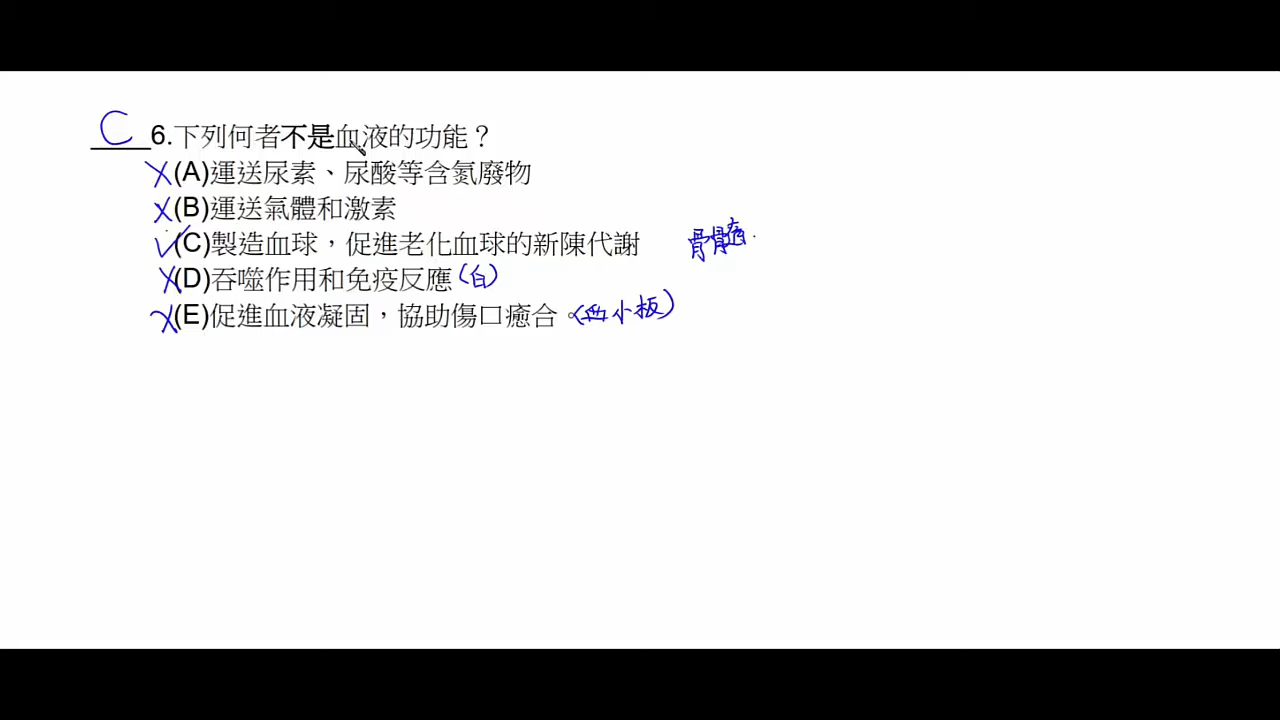 C 6.下列何者不是血液的功能？
(A)運送尿素、尿酸等含氮廢物
(B)運送氣體和激素
(C)製造血球，促進老化血球的新陳代謝 骨髓
(D)吞噬作用和免疫反應(白)
(E)促進血液凝固，協助傷口癒合。(血小板)